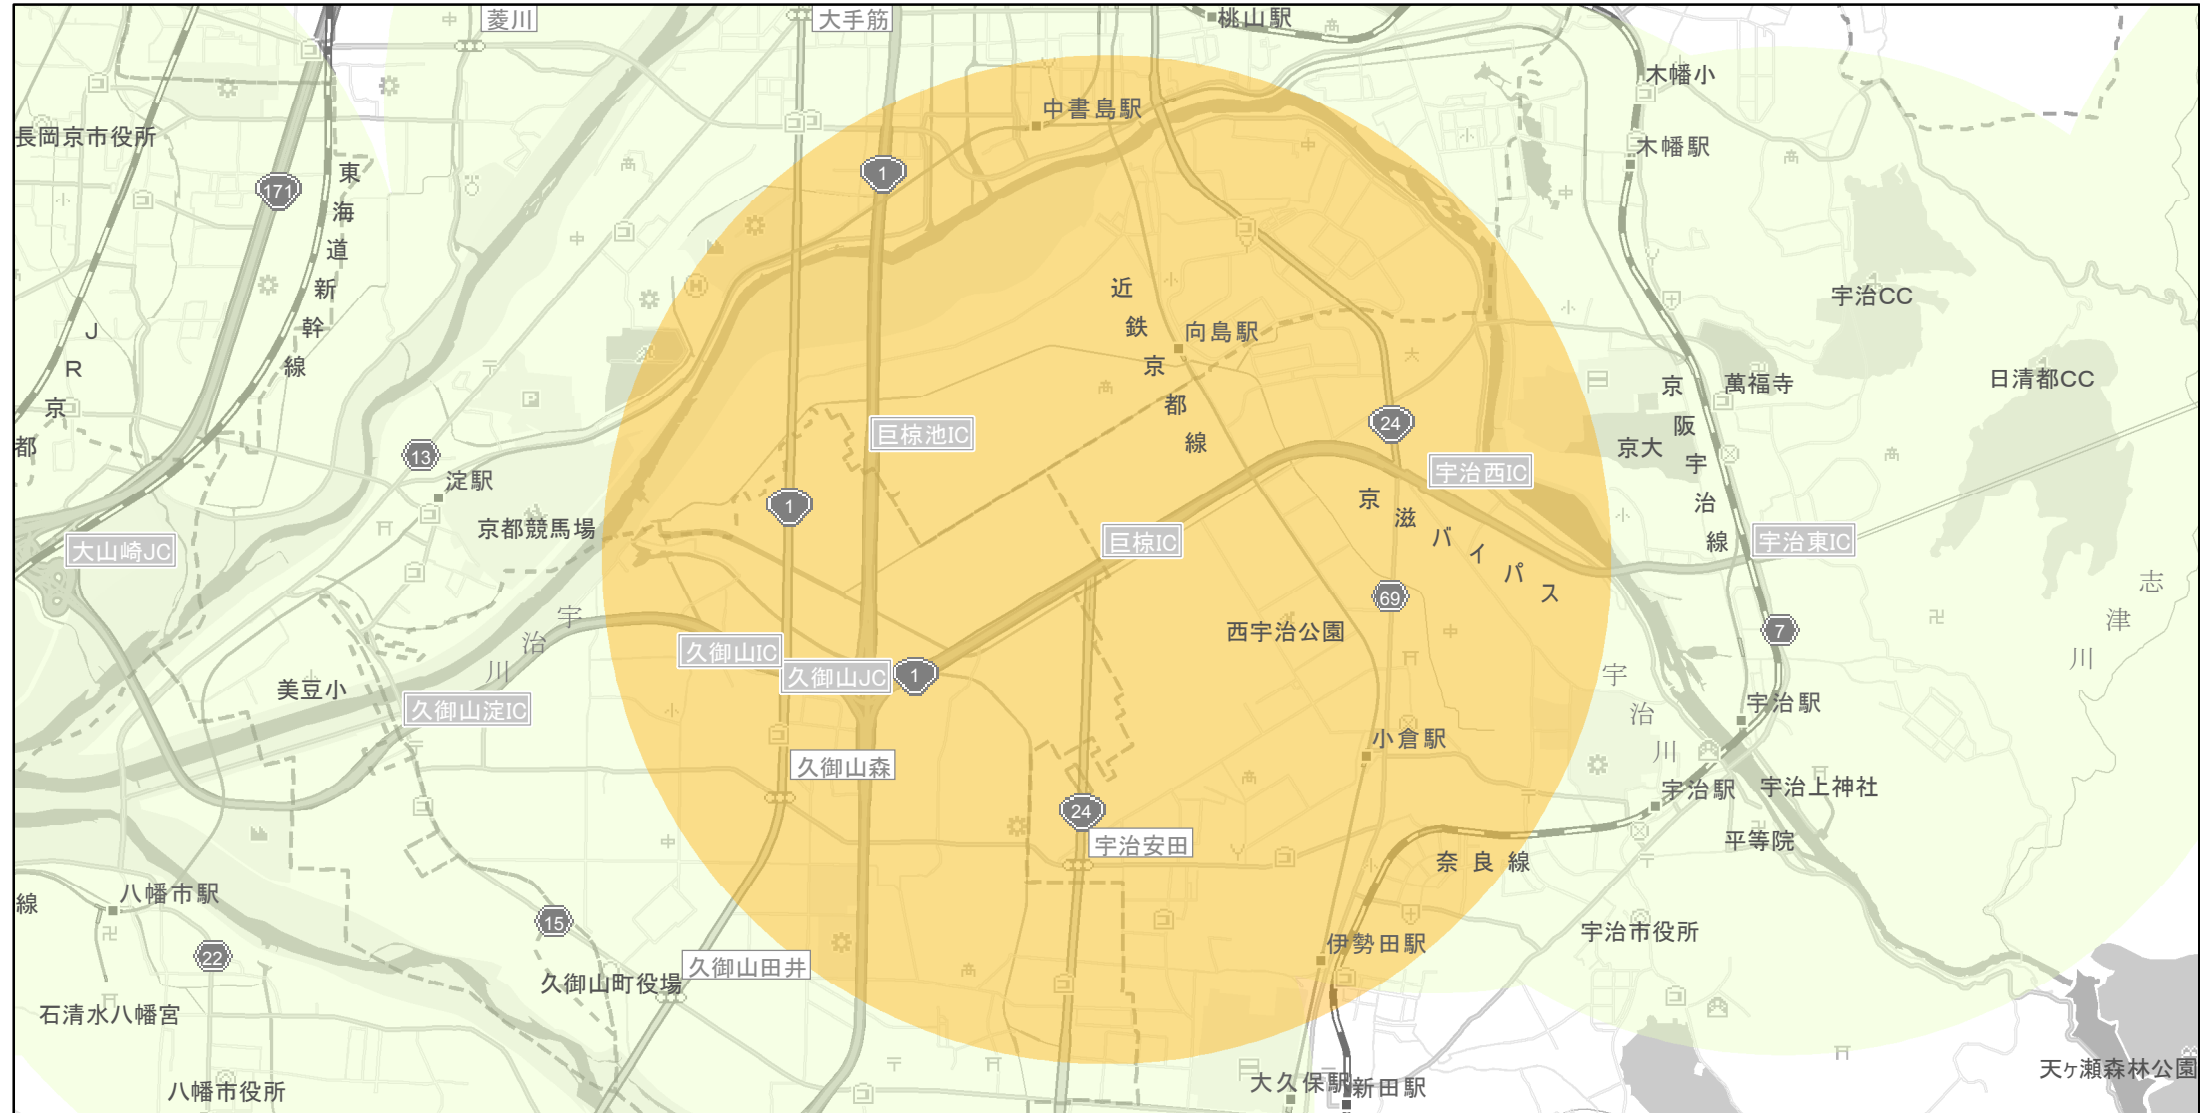 菱川
大手筋
桃山駅
木幡小
中書島駅
長岡京市役所
木幡駅
171
1
東海道新幹線
近鉄京都線
宇治CC
向島駅
JR京都線
萬福寺
日清都CC
京阪宇治線
24
巨椋池IC
京大
13
宇治西IC
淀駅
京滋バイパス
1
京都競馬場
巨椋IC
宇治東IC
大山崎JC
志津川
69
宇治川
西宇治公園
7
久御山IC
久御山JC
1
宇治川
美豆小
久御山淀IC
宇治駅
小倉駅
久御山森
宇治駅
宇治上神社
24
宇治安田
平等院
奈良線
八幡市駅
線
15
宇治市役所
伊勢田駅
22
久御山田井
久御山町役場
石清水八幡宮
天ヶ瀬森林公園
大久保駅
新田駅
八幡市役所